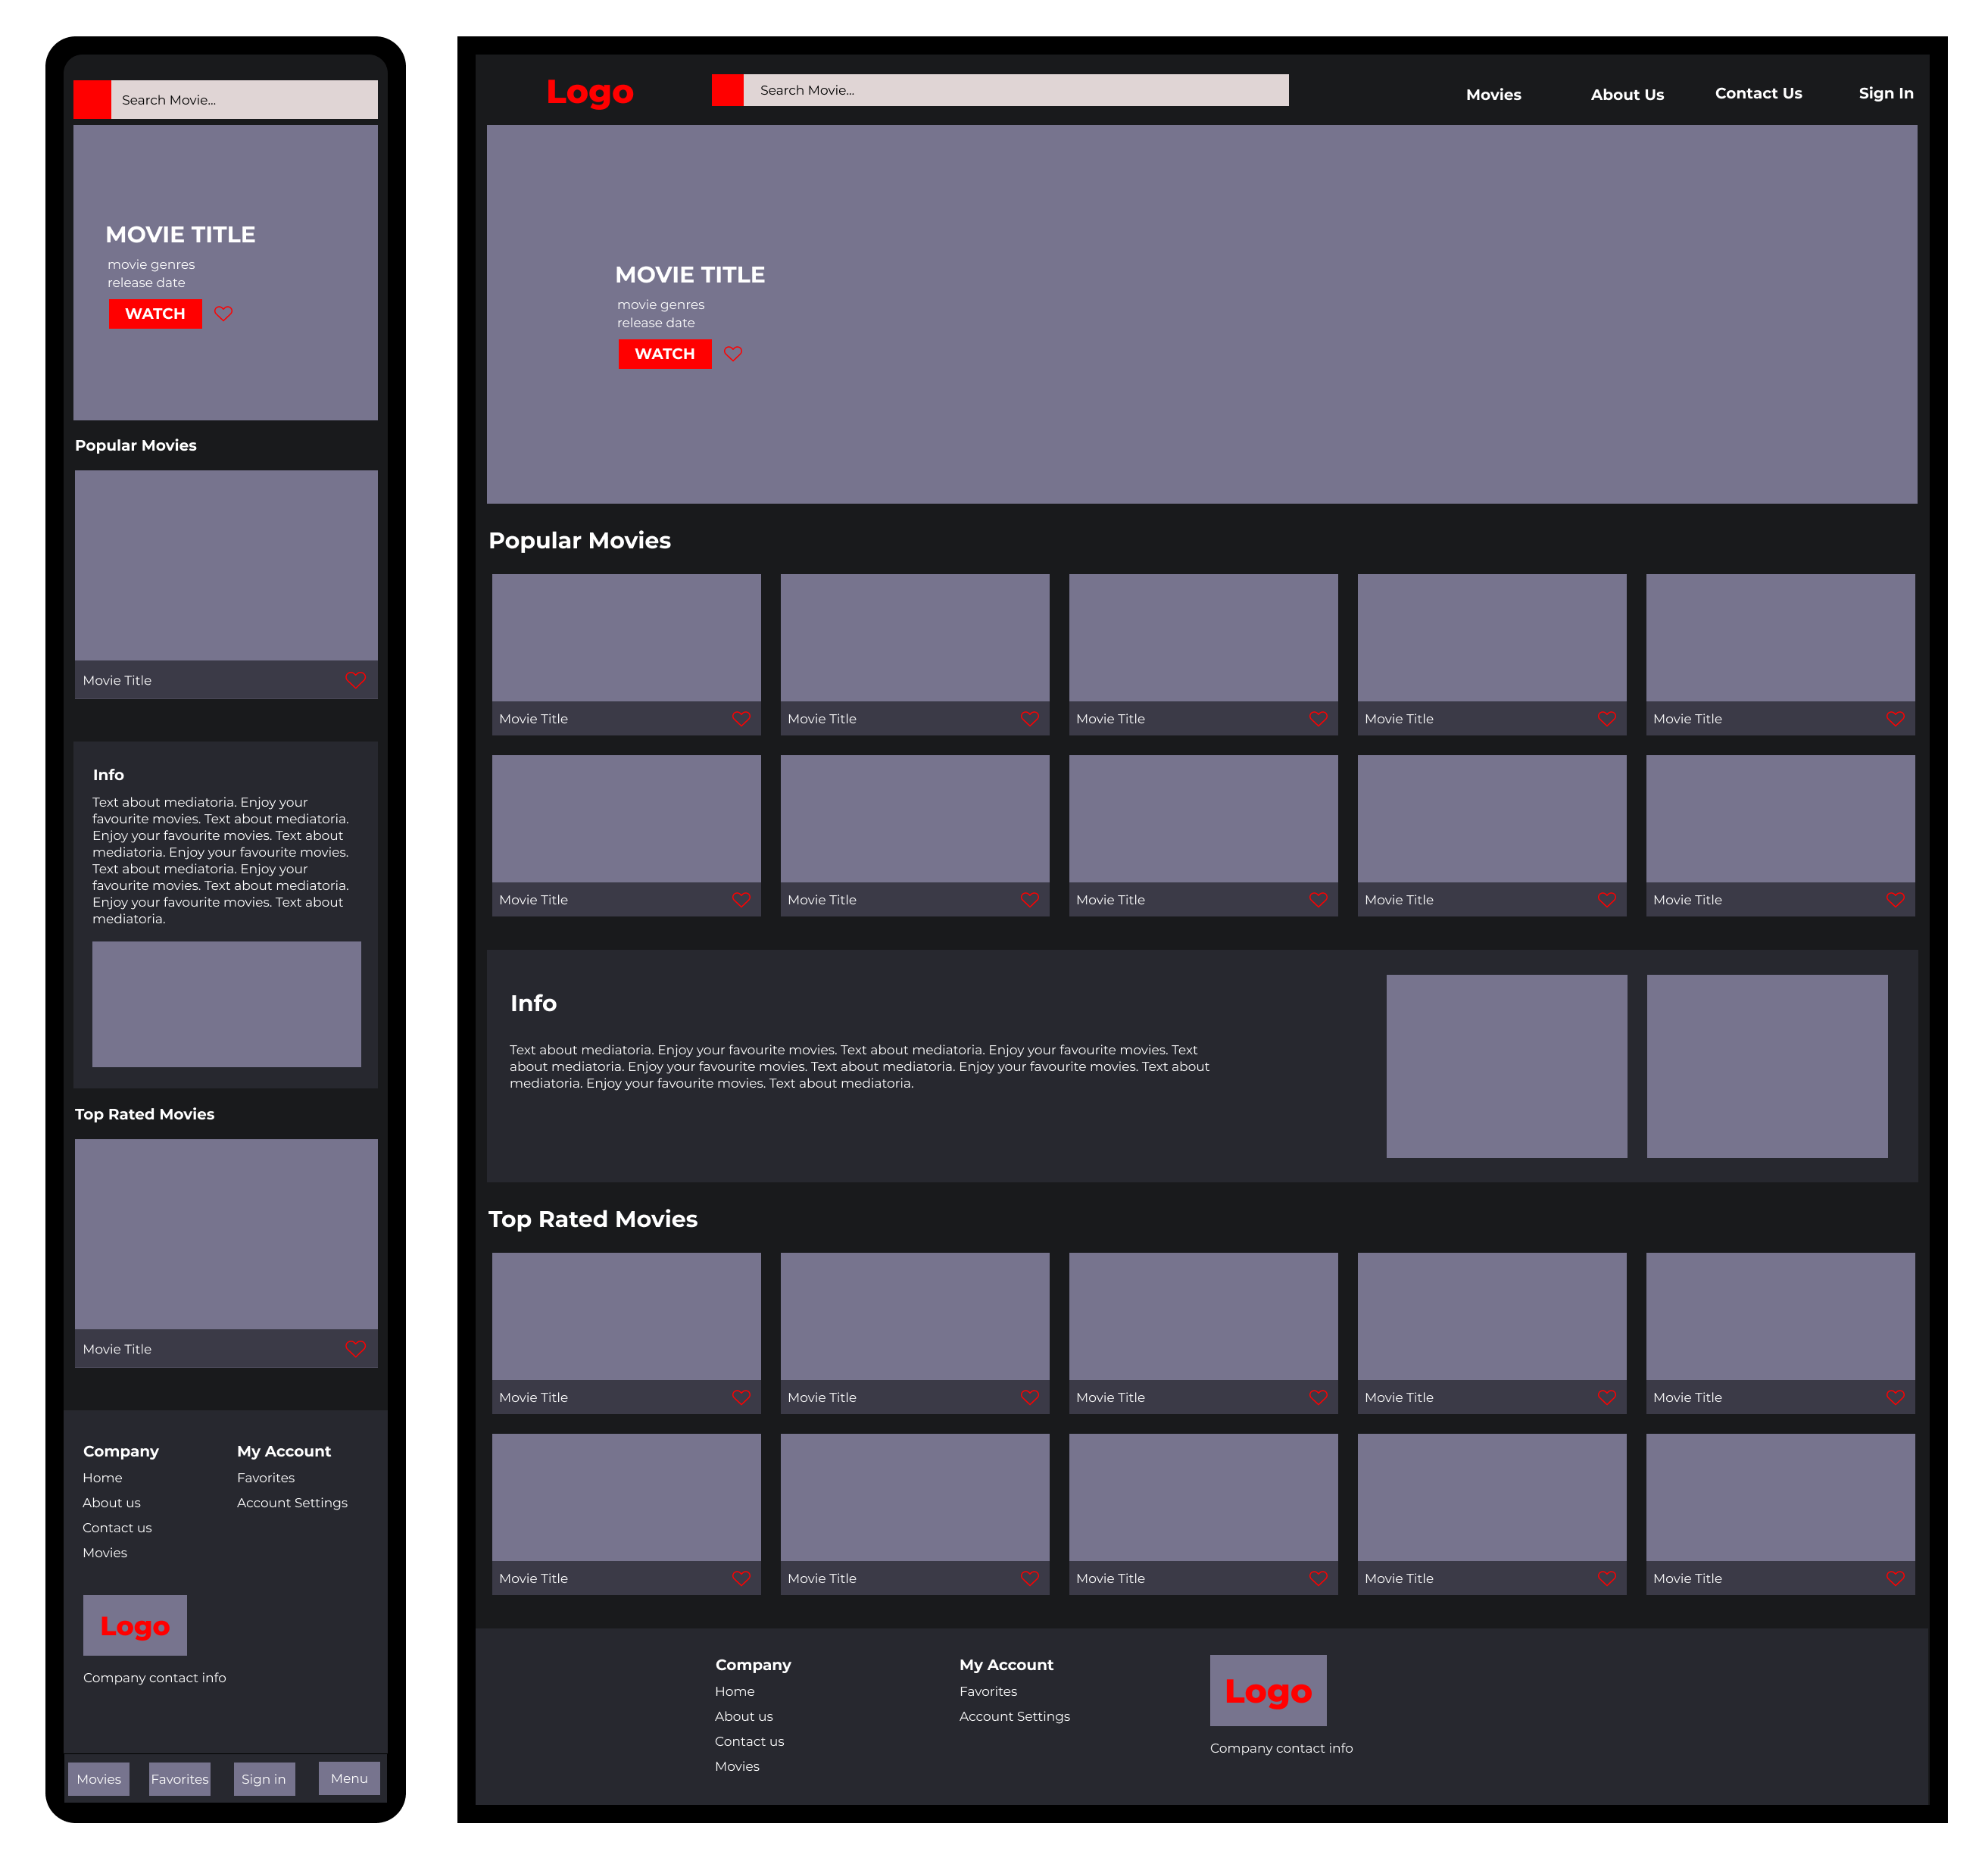 Search Movie...
MOVIE TITLE
movie genres
release date
WATCH
Popular Movies
Movie Title
Info
Text about mediatoria. Enjoy your
favourite movies. Text about mediatoria.
Enjoy your favourite movies. Text about
mediatoria. Enjoy your favourite movies.
Text about mediatoria. Enjoy your
favourite movies. Text about mediatoria.
Enjoy your favourite movies. Text about
mediatoria.
Top Rated Movies
Movie Title
Company
Home
About us
Contact us
Movies
My Account
Favorites
Account Settings
Logo
Company contact info
Movies Favorites Sign in Menu
Logo
Search Movie...
Movies About Us Contact Us Sign In
MOVIE TITLE
movie genres
release date
WATCH
Popular Movies
Movie Title Movie Title Movie Title Movie Title Movie Title
Movie Title Movie Title Movie Title Movie Title Movie Title
Info
Text about mediatoria. Enjoy your favourite movies. Text about mediatoria. Enjoy your favourite movies. Text
about mediatoria. Enjoy your favourite movies. Text about mediatoria. Enjoy your favourite movies. Text about
mediatoria. Enjoy your favourite movies. Text about mediatoria.
Top Rated Movies
Movie Title Movie Title Movie Title Movie Title Movie Title
Movie Title Movie Title Movie Title Movie Title Movie Title
Company
Home
About us
Contact us
Movies
My Account
Favorites
Account Settings
Logo
Company contact info